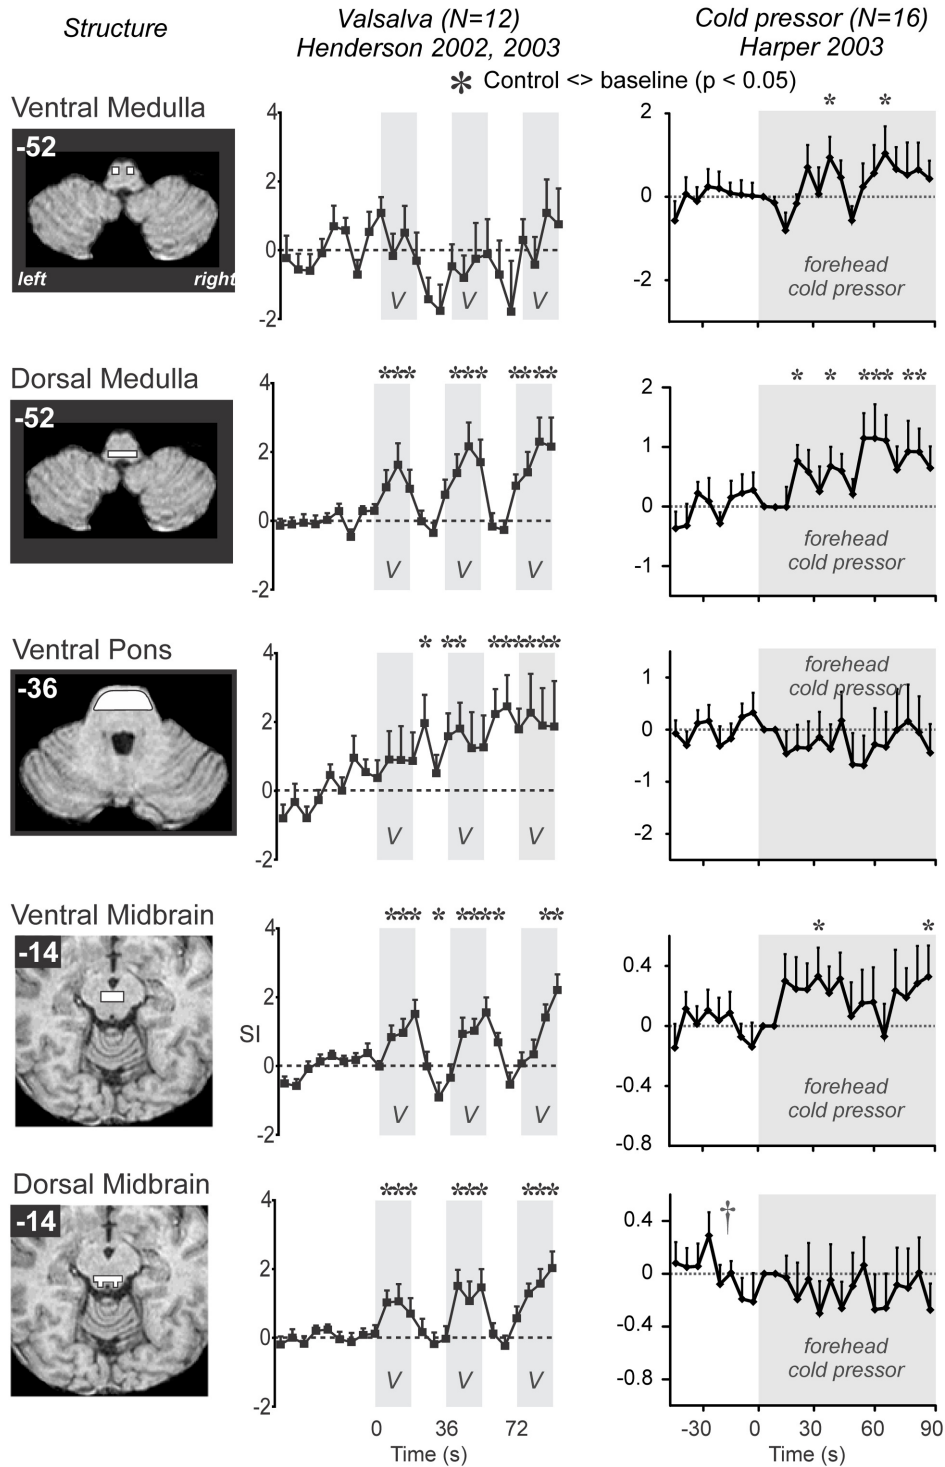 Structure
Valsalva (N=12)
Henderson 2002, 2003
Cold pressor (N=16)
Harper 2003
* Control <> baseline (p < 0.05)
Ventral Medulla
-52
left right
4
2
0
-2
V V V
* *
2
0
-2
forehead
cold pressor
Dorsal Medulla
-52
*** *** ****
4
2
0
-2
V V V
* * *** **
2
1
0
-1
forehead
cold pressor
Ventral Pons
-36
* ** ******
4
2
0
-2
V V V
1
0
-1
-2
forehead
cold pressor
Ventral Midbrain
-14
*** * **** **
4
2
SI
0
-2
V V V
* *
0.4
0
-0.4
-0.8
forehead
cold pressor
Dorsal Midbrain
-14
*** *** ***
4
2
0
-2
V V V
0 36 72
Time (s)
†
0.4
0
-0.4
-0.8
forehead
cold pressor
-30 0 30 60 90
Time (s)